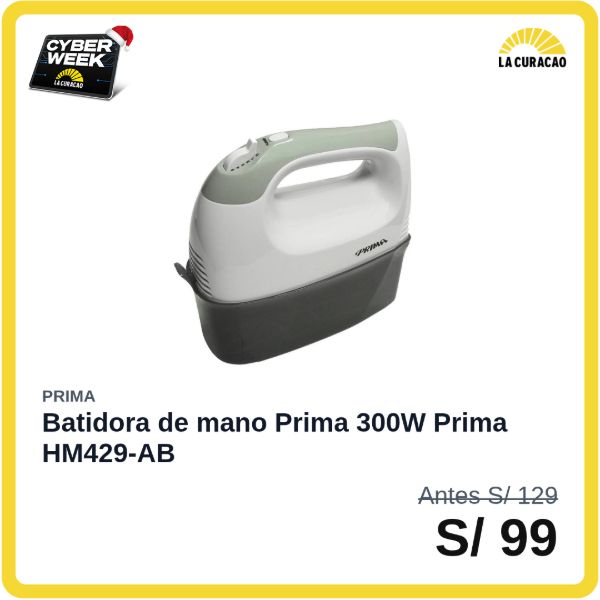 CYBER
WEEK
LA CURACAO
LA CURACAO
PRIMA
PRIMA
Batidora de mano Prima 300W Prima
HM429-AB
Antes S/ 129
S/ 99